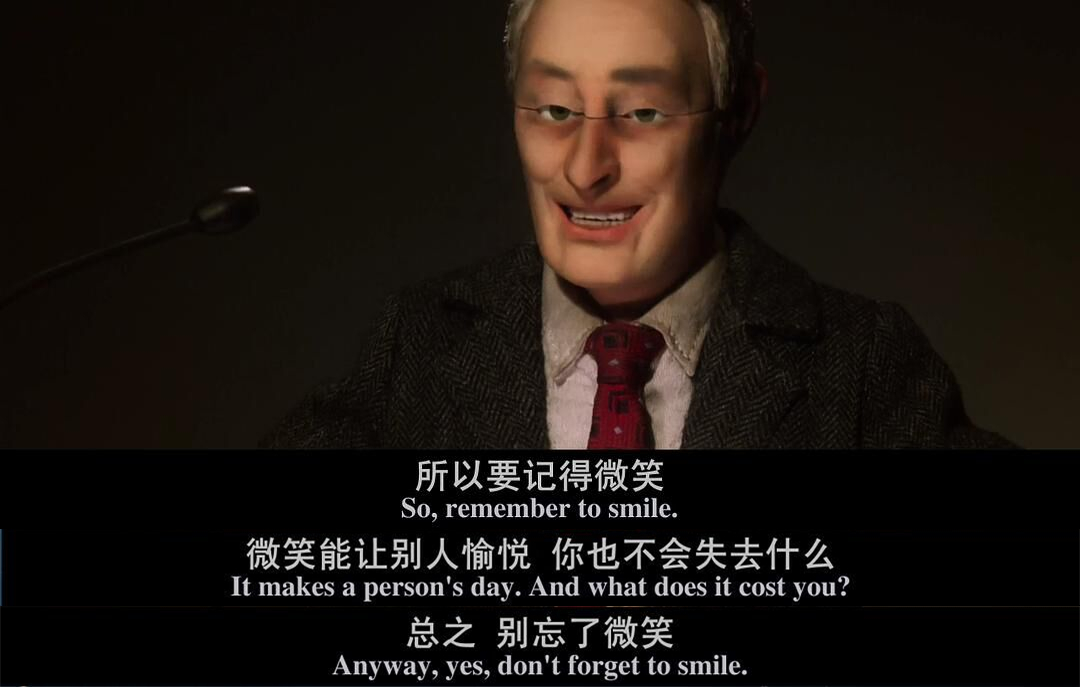 所以要记得微笑
So, remember to smile.
微笑能让别人愉悦 你也不会失去什么
It makes a person's day. And what does it cost you?
总之 别忘了微笑
Anyway, yes, don't forget to smile.